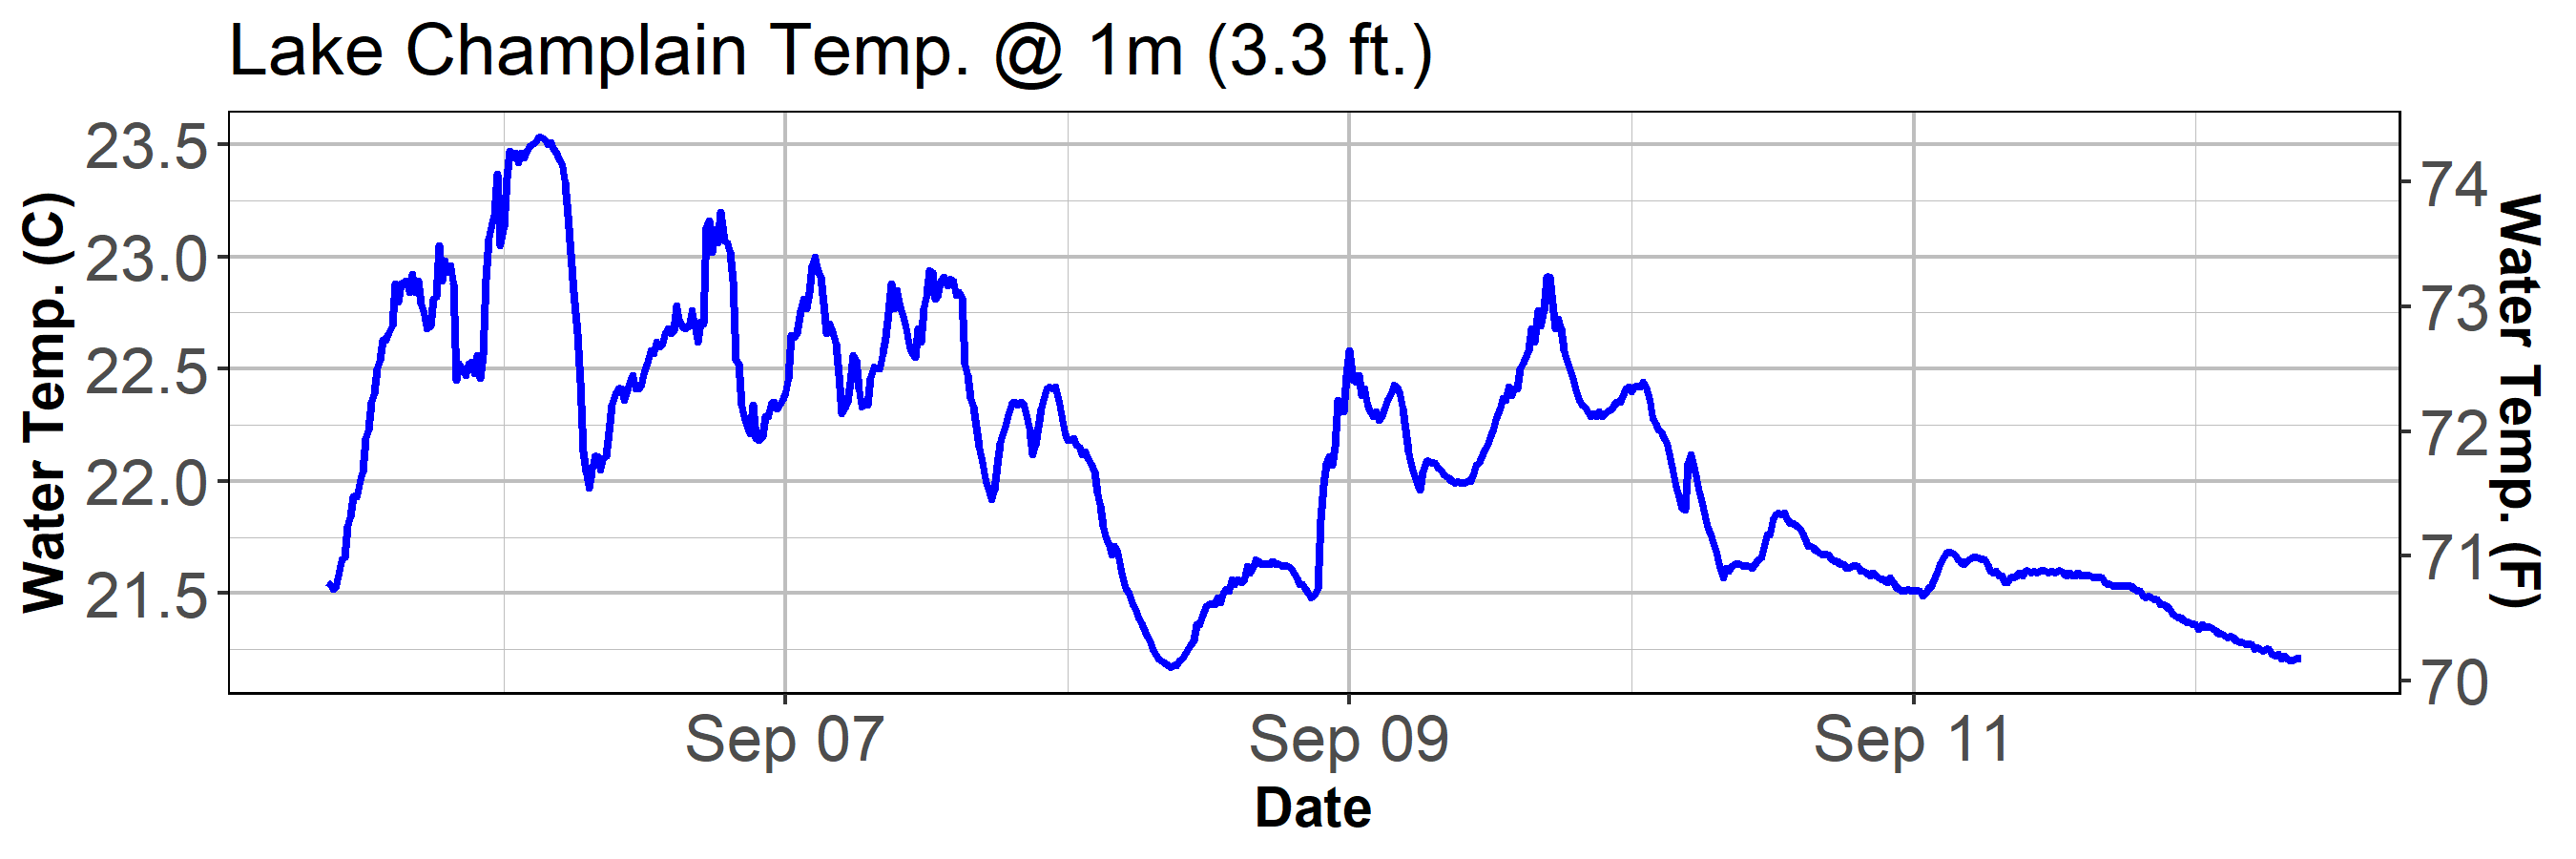 Lake Champlain Temp. @ 1m (3.3 ft.)
Water Temp. (C)
23.5
23.0
22.5
22.0
21.5
74
73
72
71
70
Water Temp. (F)
Sep 07
Sep 09
Sep 11
Date